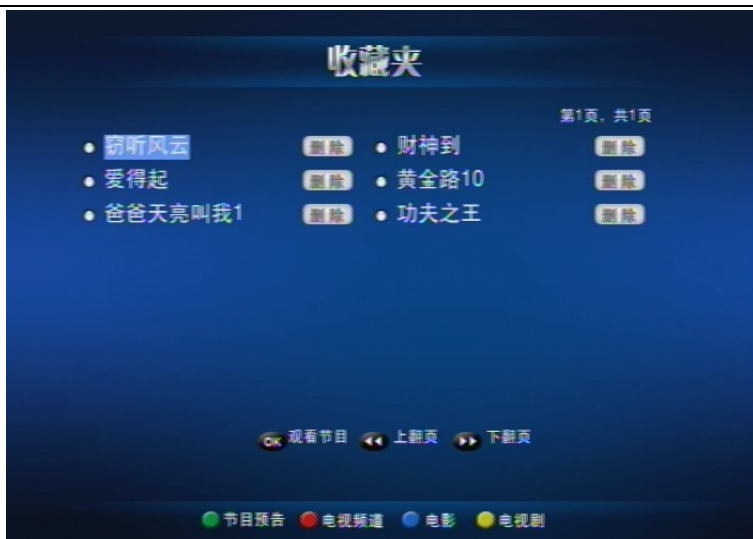 收藏夹
第1页，共1页
窃听风云 删除 财神到 删除
爱得起 删除 黄金路10 删除
爸爸天亮叫我1 删除 功夫之王 删除
OK 观看节目 上翻页 下翻页
节目预告 电视频道 电影 电视剧